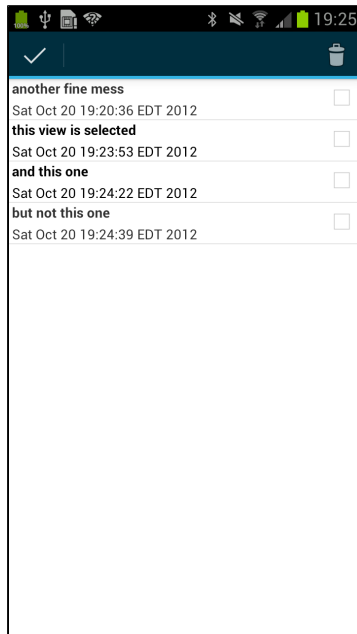 100% 19:25
another fine mess
Sat Oct 20 19:20:36 EDT 2012
this view is selected
Sat Oct 20 19:23:53 EDT 2012
and this one
Sat Oct 20 19:24:22 EDT 2012
but not this one
Sat Oct 20 19:24:39 EDT 2012